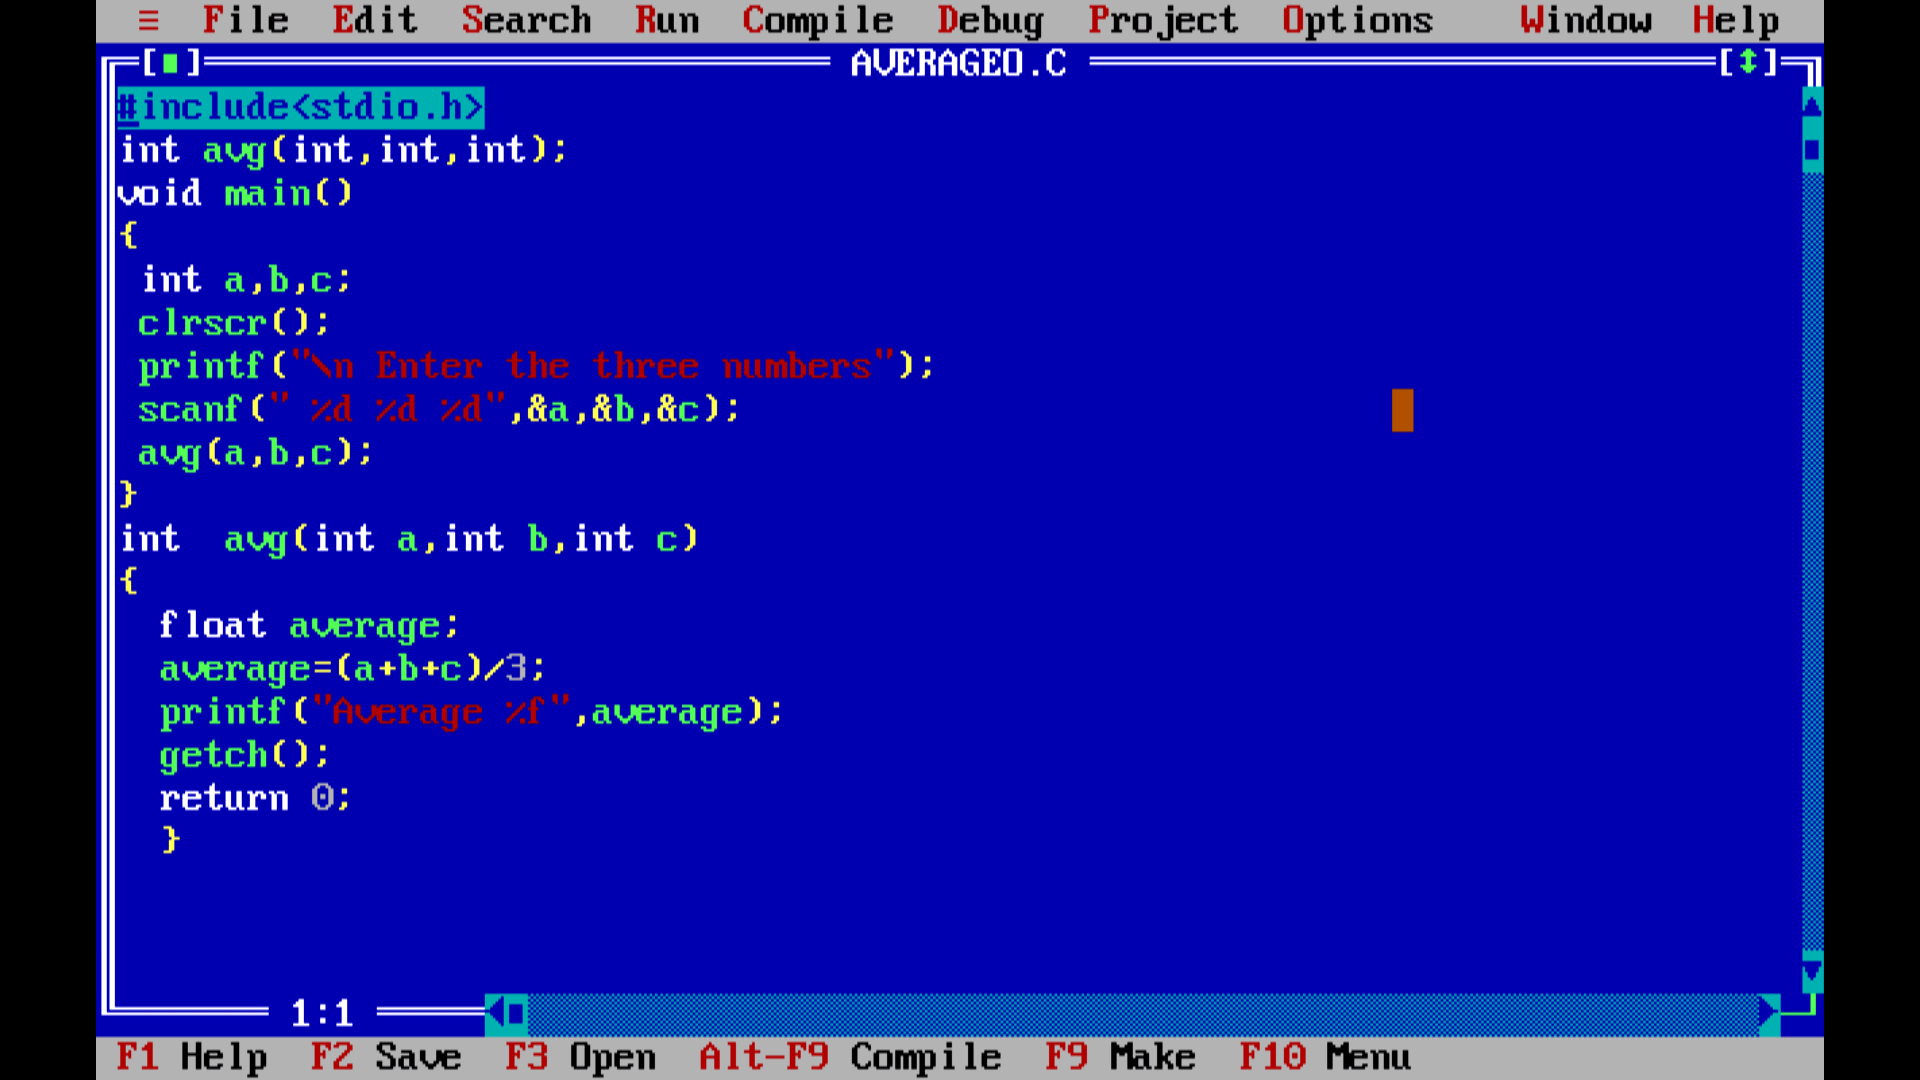 ≡ File Edit Search Run Compile Debug Project Options Window Help
[■] AVERAGEO.C [↕]
#include<stdio.h>
int avg(int,int,int);
void main()
{
 int a,b,c;
 clrscr();
 printf("\n Enter the three numbers");
 scanf(" %d %d %d",&a,&b,&c);
 avg(a,b,c);
}
int  avg(int a,int b,int c)
{
  float average;
  average=(a+b+c)/3;
  printf("Average %f",average);
  getch();
  return 0;
  }
1:1
F1 Help F2 Save F3 Open Alt-F9 Compile F9 Make F10 Menu